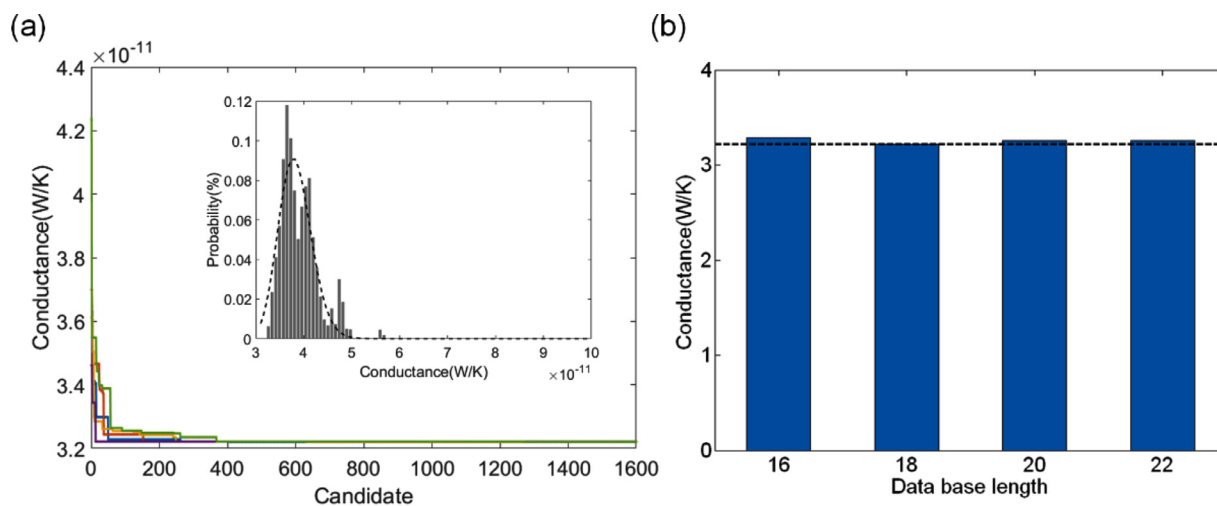 (a)
×10⁻¹¹
4.4
4.2
4
3.8
3.6
3.4
3.2
Conductance(W/K)
0 200 400 600 800 1000 1200 1400 1600
Candidate
0.12
0.1
0.08
0.06
0.04
0.02
0
Probability(%)
3 4 5 6 7 8 9 10
Conductance(W/K)
×10⁻¹¹
(b)
4
3
2
1
0
Conductance(W/K)
16 18 20 22
Data base length